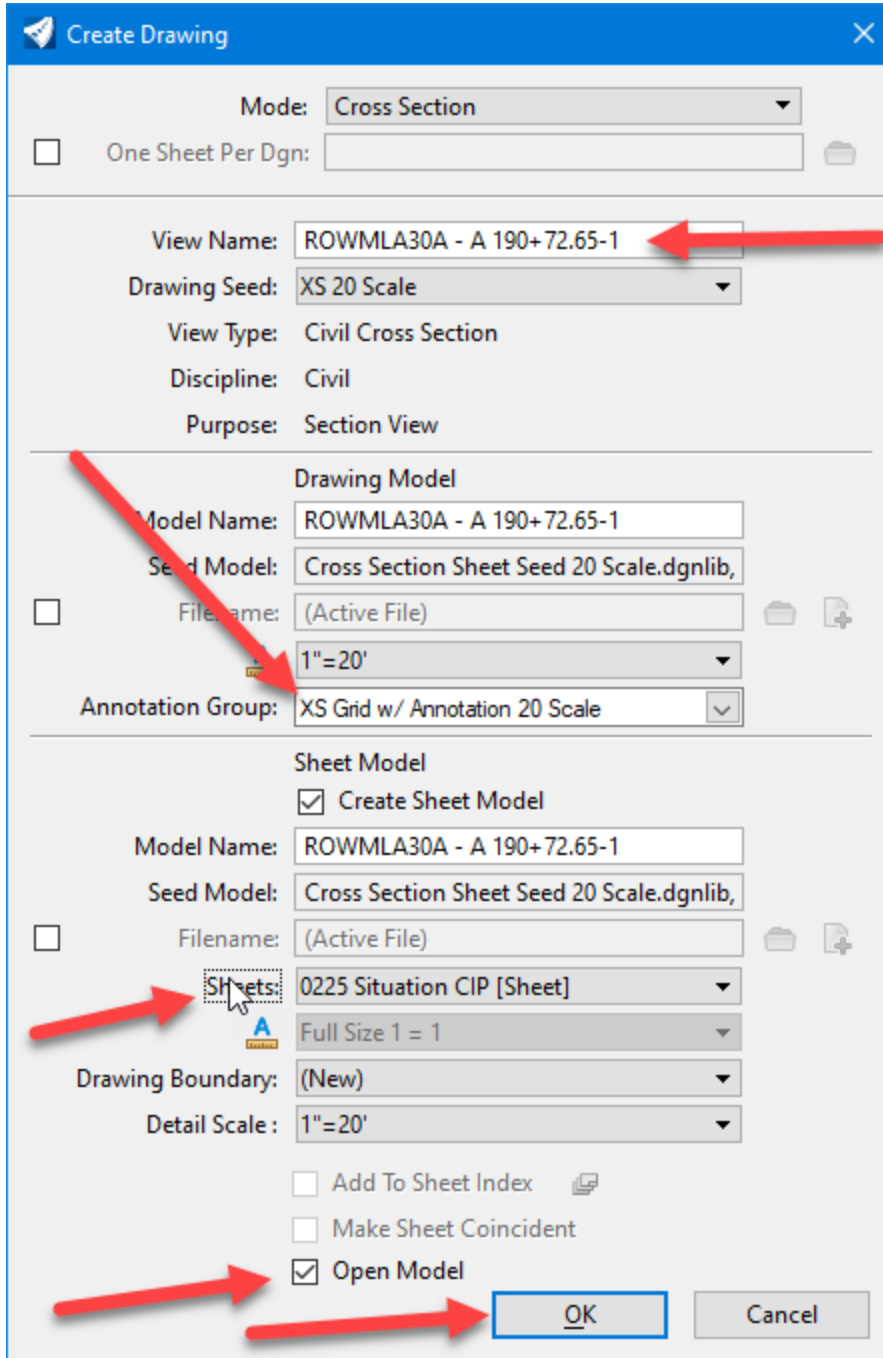 Create Drawing
Mode: Cross Section
One Sheet Per Dgn:
View Name: ROWMLA30A - A 190+72.65-1
Drawing Seed: XS 20 Scale
View Type: Civil Cross Section
Discipline: Civil
Purpose: Section View
Drawing Model
Model Name: ROWMLA30A - A 190+72.65-1
Seed Model: Cross Section Sheet Seed 20 Scale.dgnlib,
Filename: (Active File)
1"=20'
Annotation Group: XS Grid w/ Annotation 20 Scale
Sheet Model
Create Sheet Model
Model Name: ROWMLA30A - A 190+72.65-1
Seed Model: Cross Section Sheet Seed 20 Scale.dgnlib,
Filename: (Active File)
Sheets: 0225 Situation CIP [Sheet]
A Full Size 1 = 1
Drawing Boundary: (New)
Detail Scale : 1"=20'
Add To Sheet Index
Make Sheet Coincident
Open Model
OK Cancel